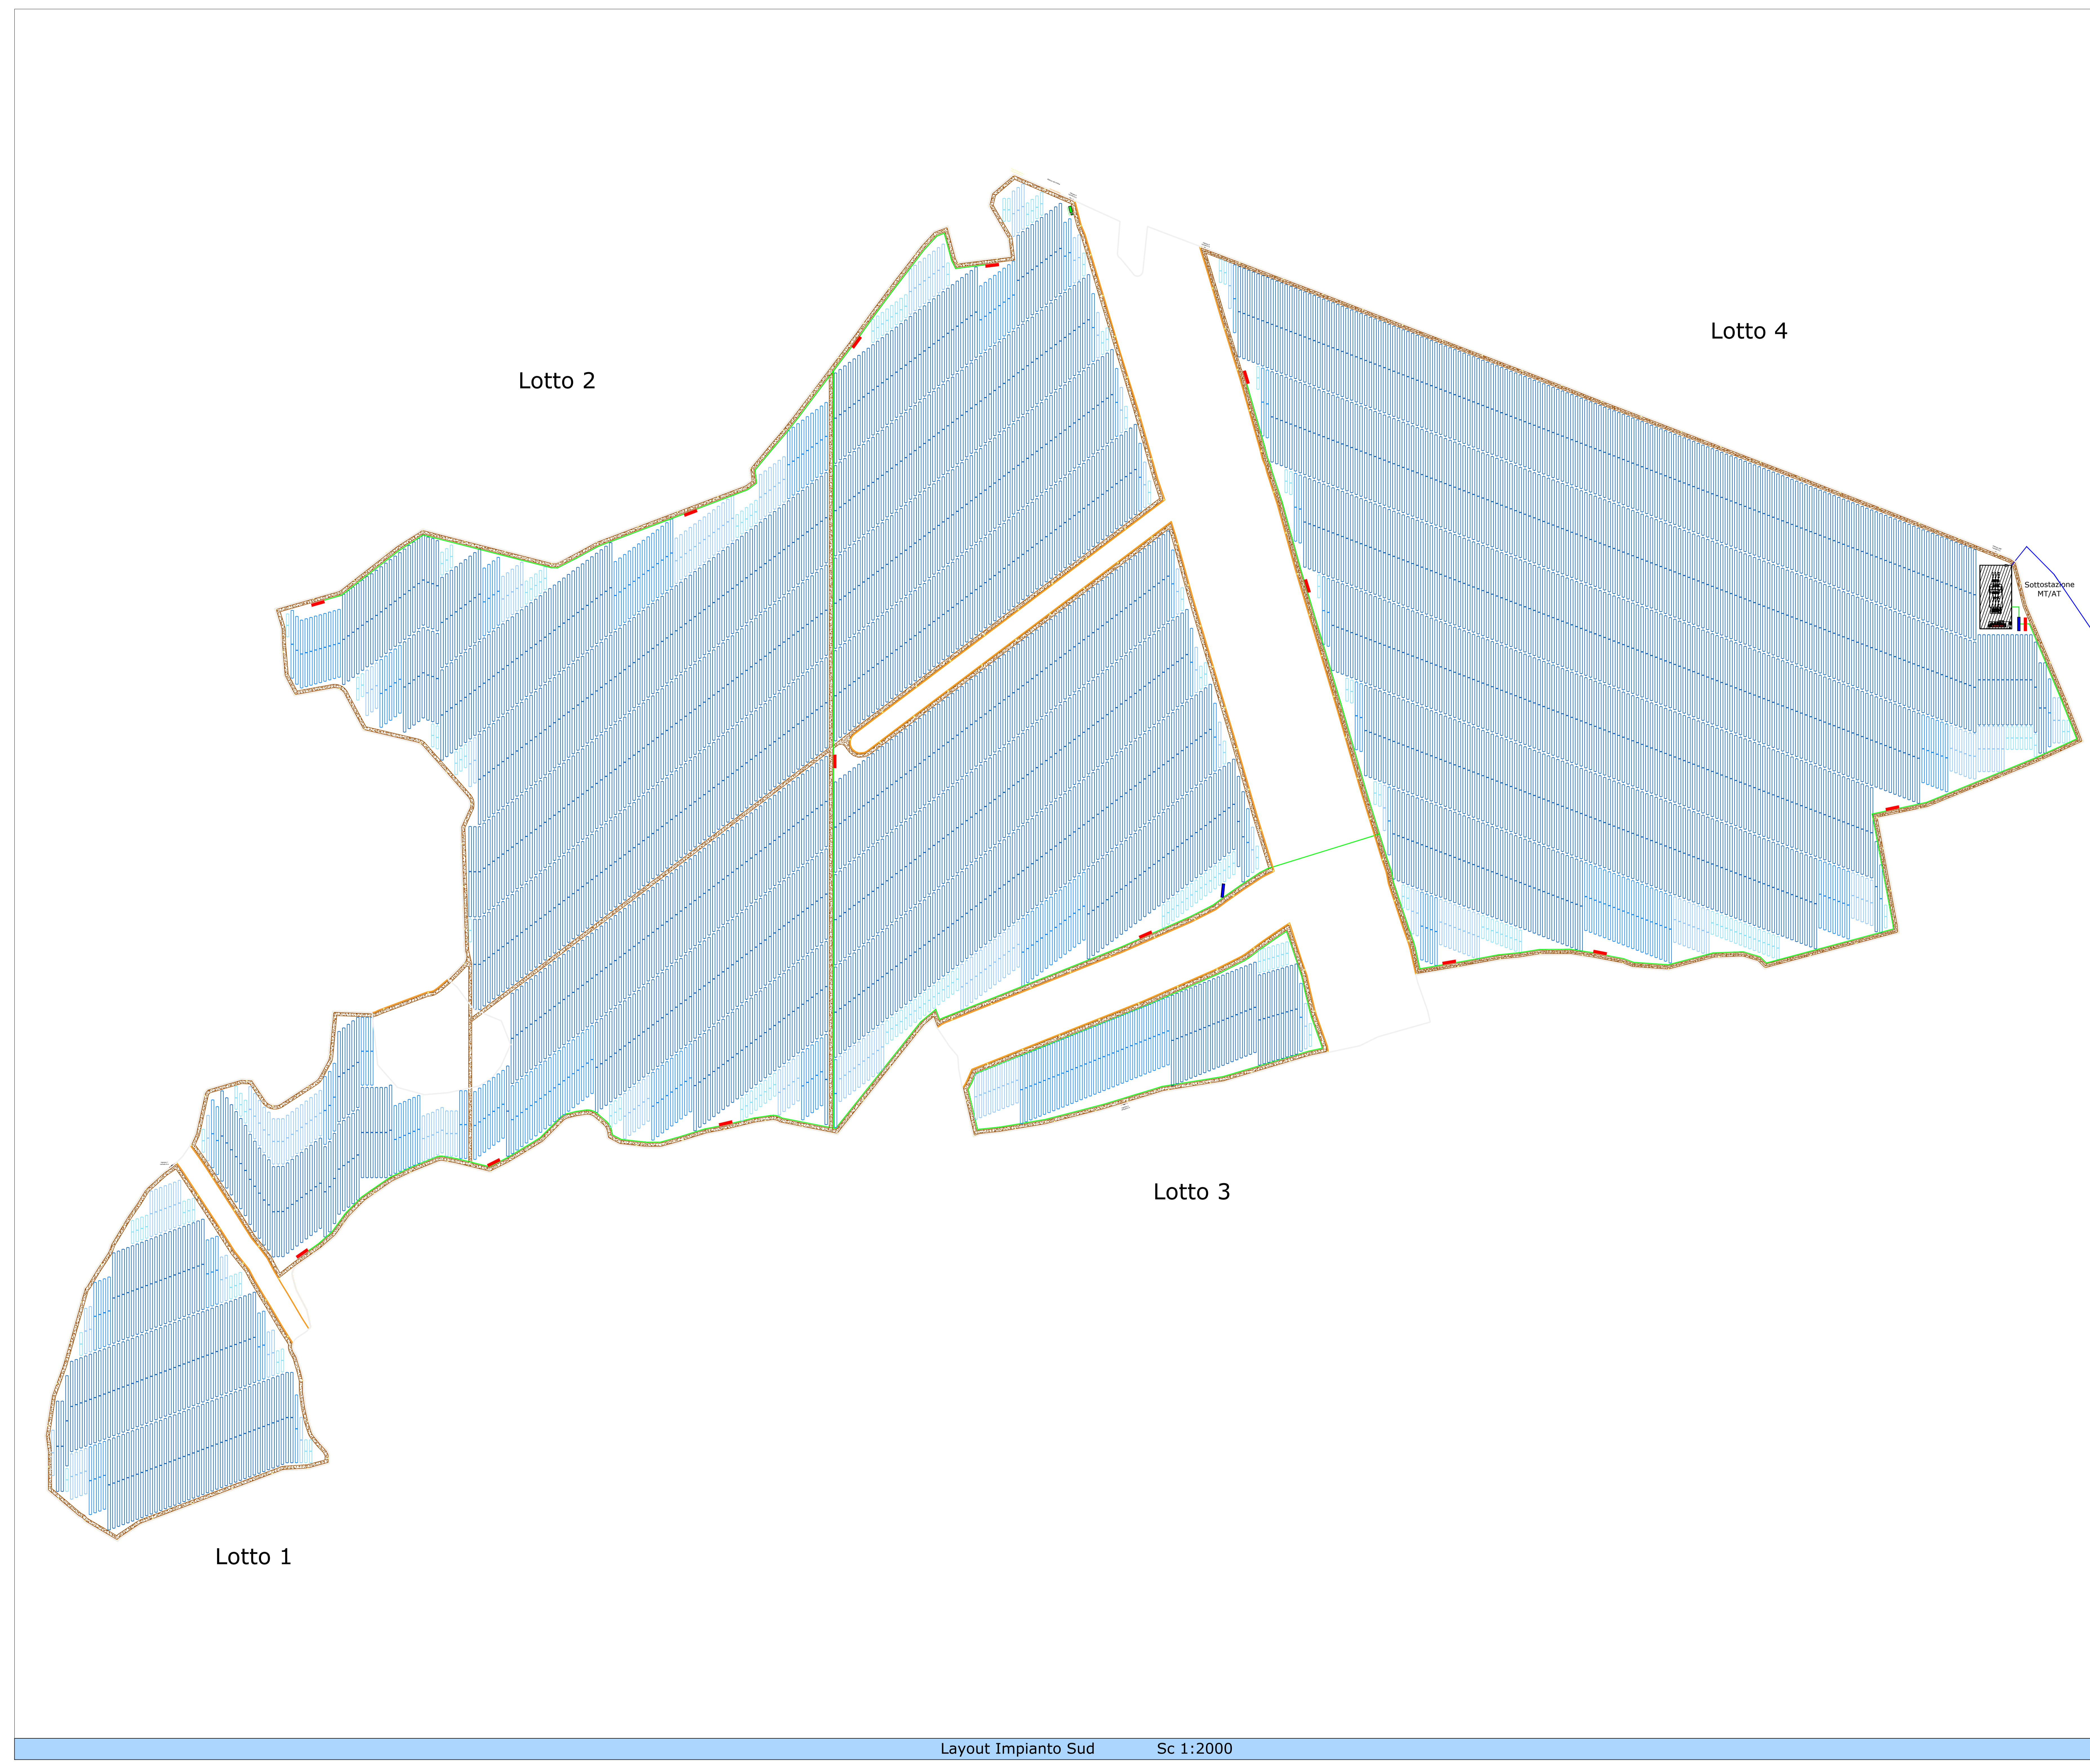 Lotto 4
Lotto 2
Sottostazione
MT/AT
Lotto 3
Lotto 1
Layout Impianto Sud Sc 1:2000